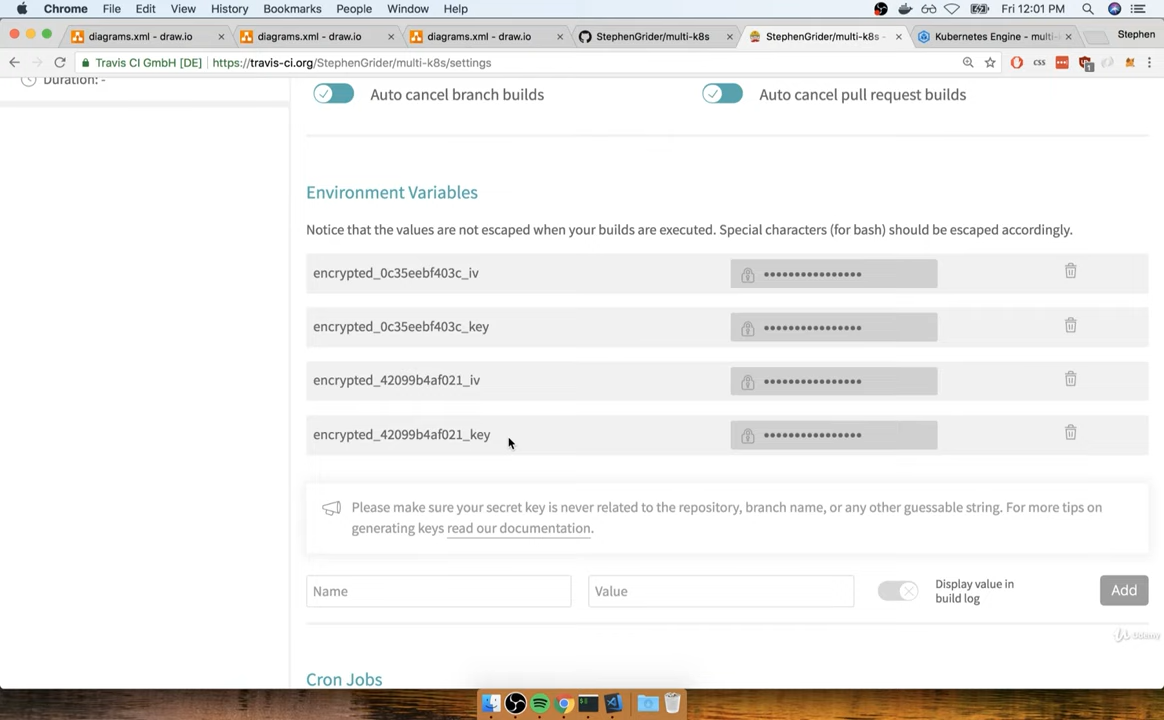 Chrome File Edit View History Bookmarks People Window Help Fri 12:01 PM
diagrams.xml - draw.io diagrams.xml - draw.io diagrams.xml - draw.io StephenGrider/multi-k8s StephenGrider/multi-k8s - Kubernetes Engine - multi- Stephen
Travis CI GmbH [DE] https://travis-ci.org/StephenGrider/multi-k8s/settings css 1
Duration: -
Auto cancel branch builds Auto cancel pull request builds
Environment Variables
Notice that the values are not escaped when your builds are executed. Special characters (for bash) should be escaped accordingly.
encrypted_0c35eebf403c_iv ••••••••••••••••
encrypted_0c35eebf403c_key ••••••••••••••••
encrypted_42099b4af021_iv ••••••••••••••••
encrypted_42099b4af021_key ••••••••••••••••
Please make sure your secret key is never related to the repository, branch name, or any other guessable string. For more tips on
generating keys read our documentation.
Name Value Display value in
build log Add
Udemy
Cron Jobs